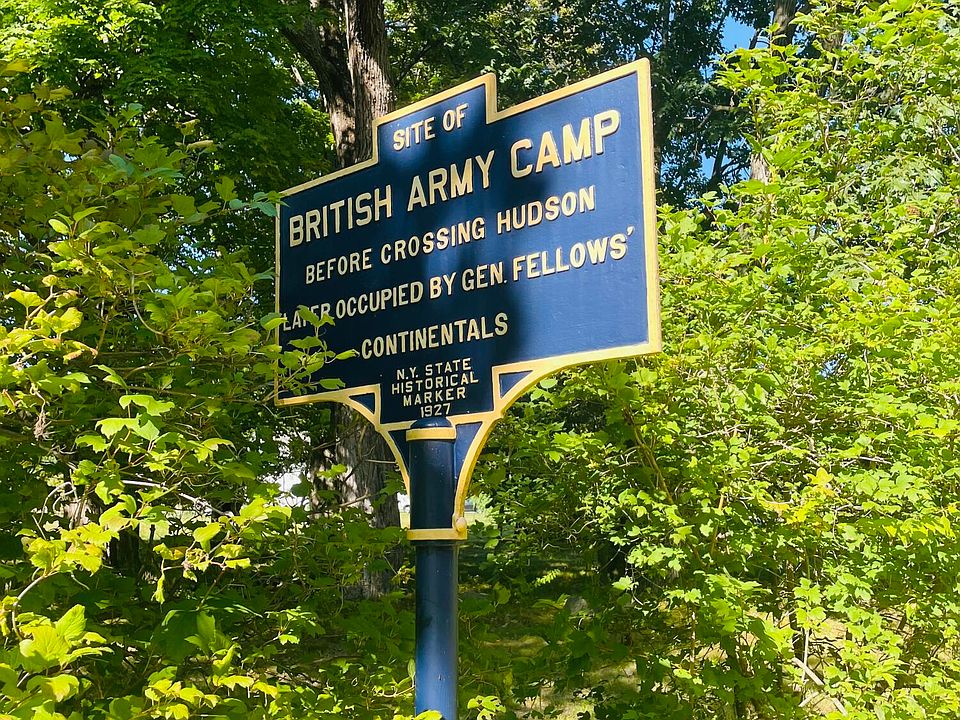 SITE OF
BRITISH ARMY CAMP
BEFORE CROSSING HUDSON
LATER OCCUPIED BY GEN. FELLOWS'
CONTINENTALS
N.Y. STATE
HISTORICAL
MARKER
1927